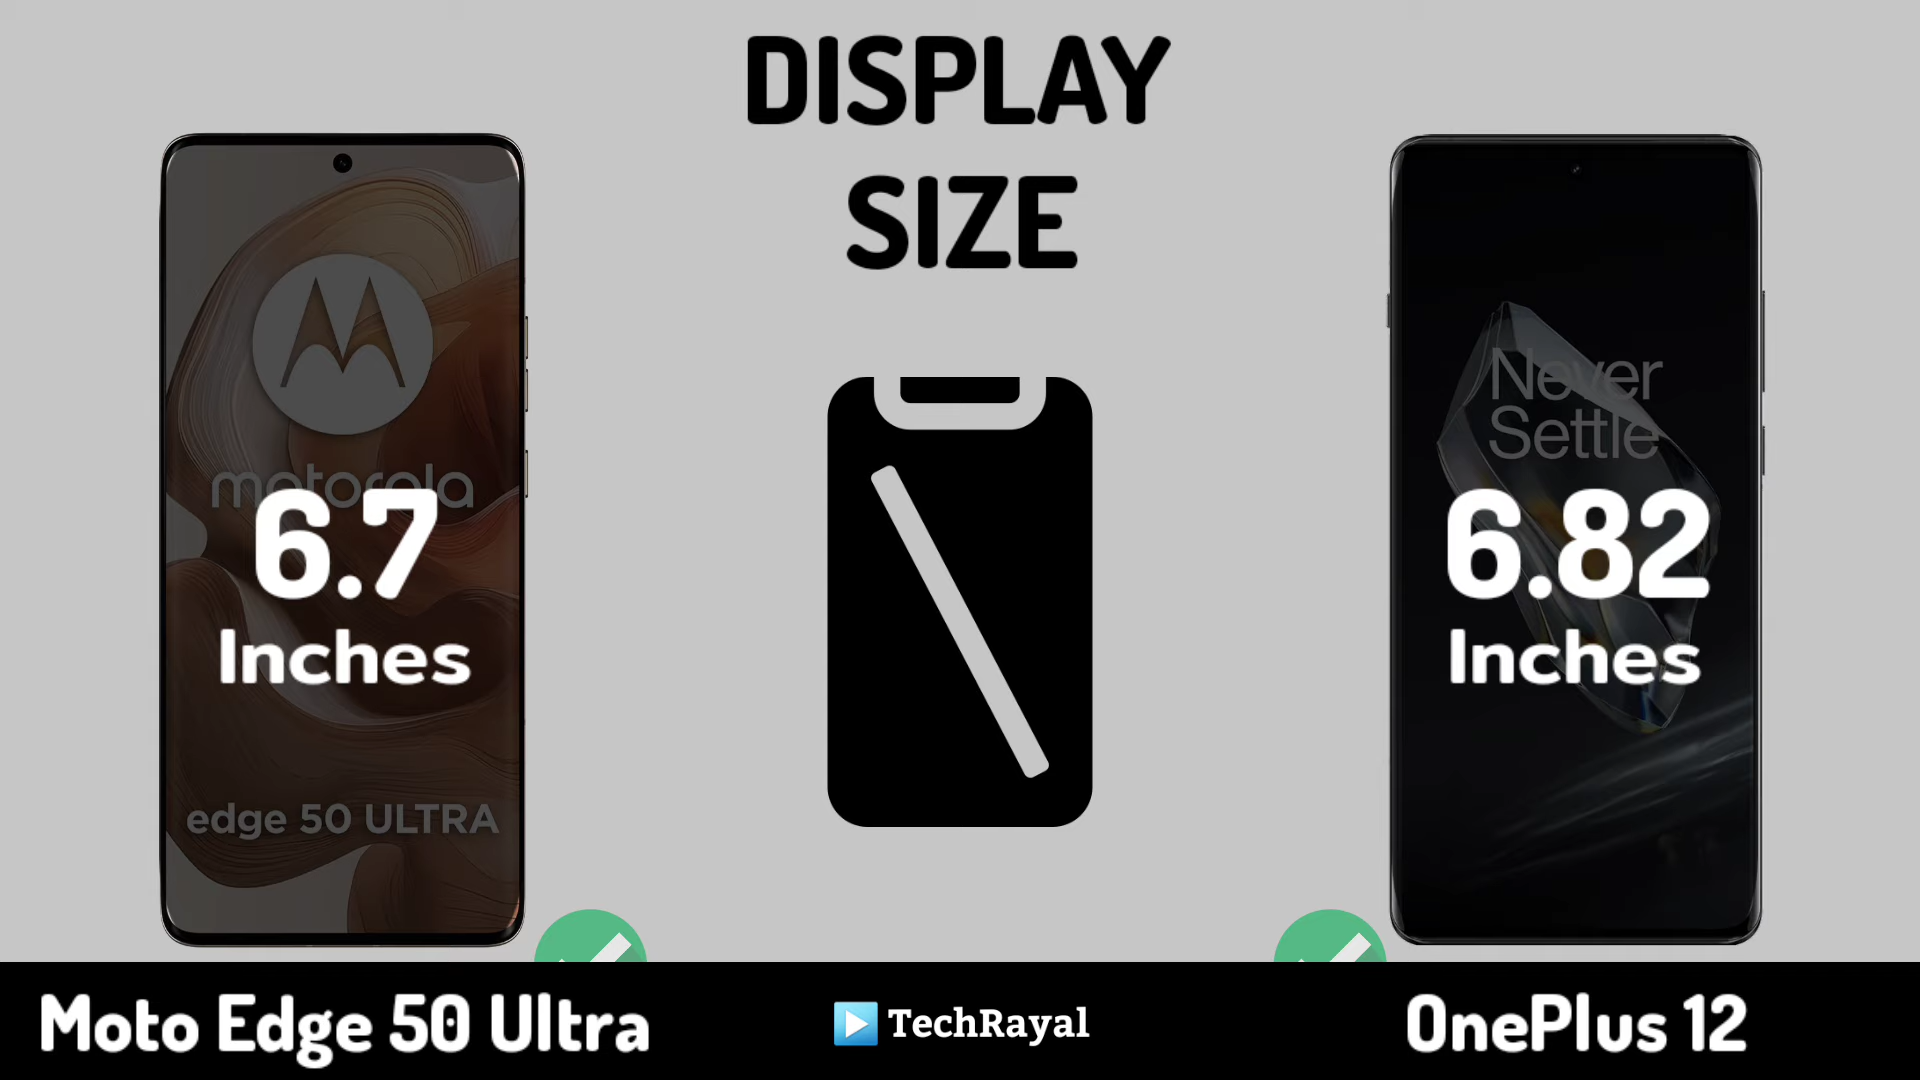 DISPLAY
SIZE
motorola
6.7
Inches
edge 50 ULTRA
Never
Settle
6.82
Inches
Moto Edge 50 Ultra
TechRayal
OnePlus 12